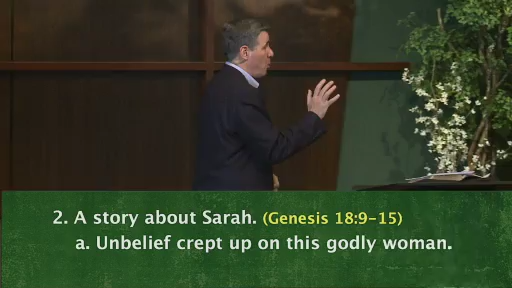 2. A story about Sarah. (Genesis 18:9-15)
a. Unbelief crept up on this godly woman.